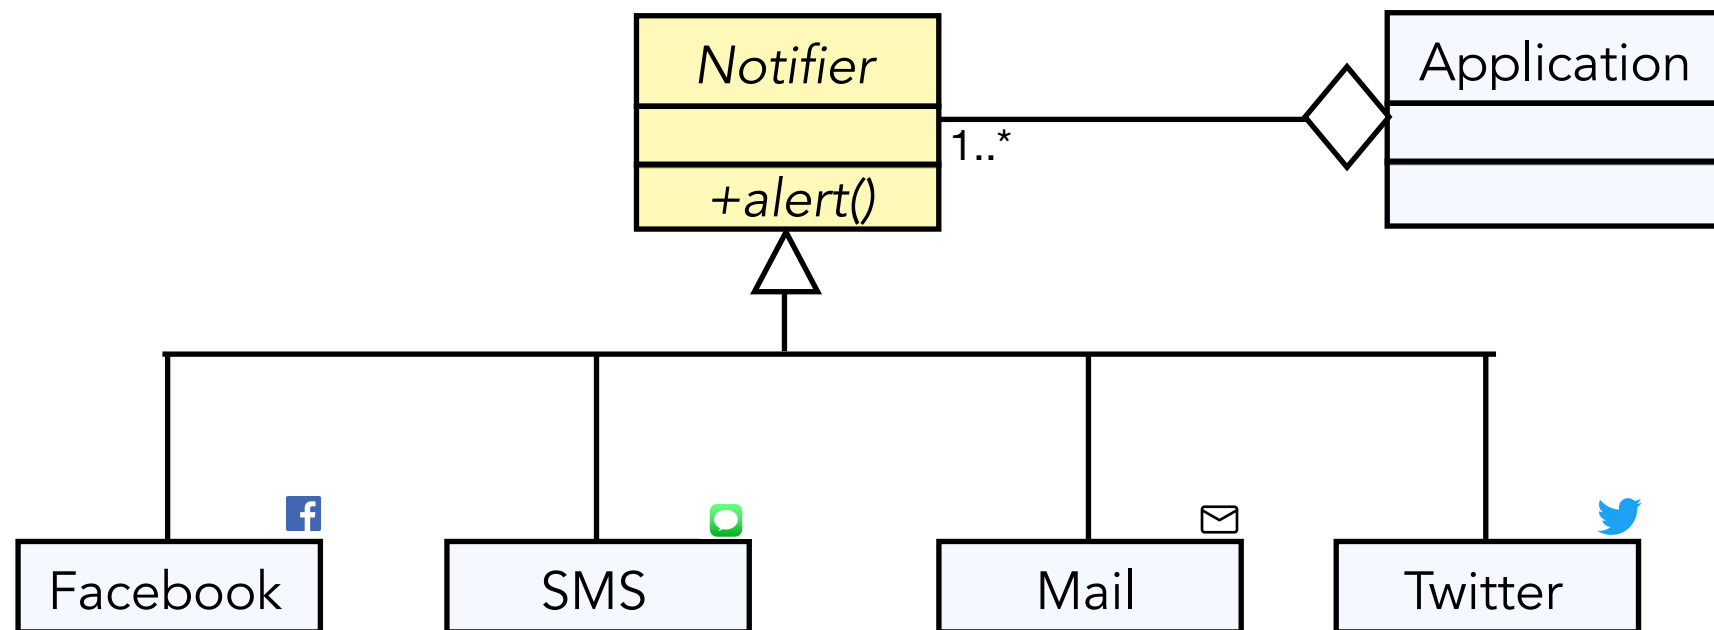 Notifier
Application
1..*
+alert()
Facebook
SMS
Mail
Twitter